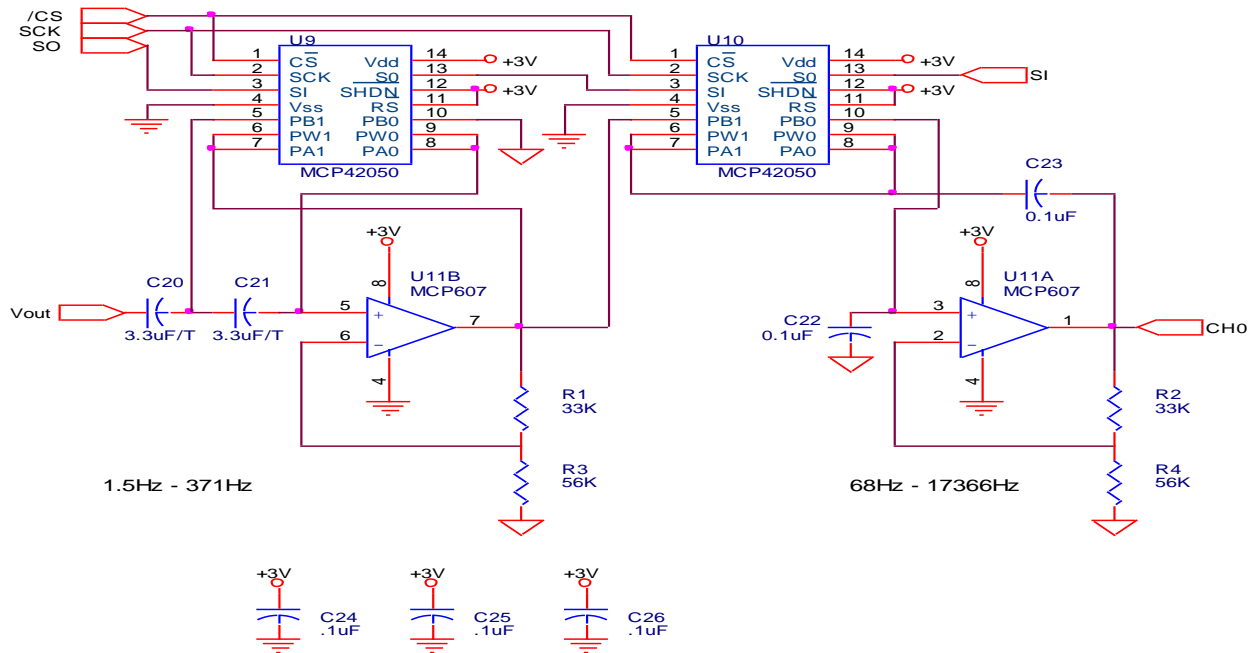 /CS
SCK
SO
U9
1 CS Vdd 14 +3V
2 SCK S0 13
3 SI SHDN 12 +3V
4 Vss RS 11
5 PB1 PB0 10
6 PW1 PW0 9
7 PA1 PA0 8
MCP42050
U10
1 CS Vdd 14 +3V
2 SCK S0 13 SI
3 SI SHDN 12 +3V
4 Vss RS 11
5 PB1 PB0 10
6 PW1 PW0 9
7 PA1 PA0 8
MCP42050
C23
0.1uF
Vout
C20
3.3uF/T
C21
3.3uF/T
+3V
8
U11B
MCP607
5 +
6 −
7
4
R1
33K
R3
56K
1.5Hz - 371Hz
C22
0.1uF
+3V
8
U11A
MCP607
3 +
2 −
1
4
CH0
R2
33K
R4
56K
68Hz - 17366Hz
+3V
C24
.1uF
+3V
C25
.1uF
+3V
C26
.1uF